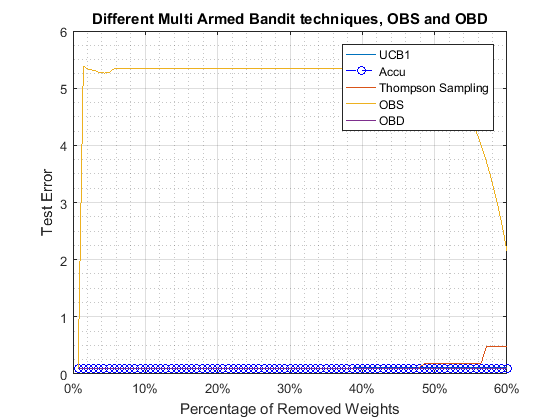 Different Multi Armed Bandit techniques, OBS and OBD
6
5
4
3
2
1
0
Test Error
UCB1
Accu
Thompson Sampling
OBS
OBD
0% 10% 20% 30% 40% 50% 60%
Percentage of Removed Weights